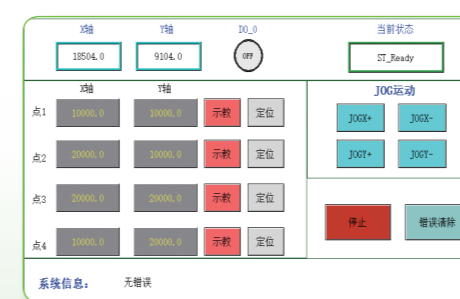 X轴 Y轴 DO_0 当前状态
18504.0 9104.0 OFF ST_Ready
X轴 Y轴 JOG运动
点1 10000.0 10000.0 示教 定位 JOGX+ JOGX-
点2 20000.0 10000.0 示教 定位 JOGY+ JOGY-
点3 20000.0 20000.0 示教 定位
停止 错误清除
点4 10000.0 20000.0 示教 定位
系统信息： 无错误